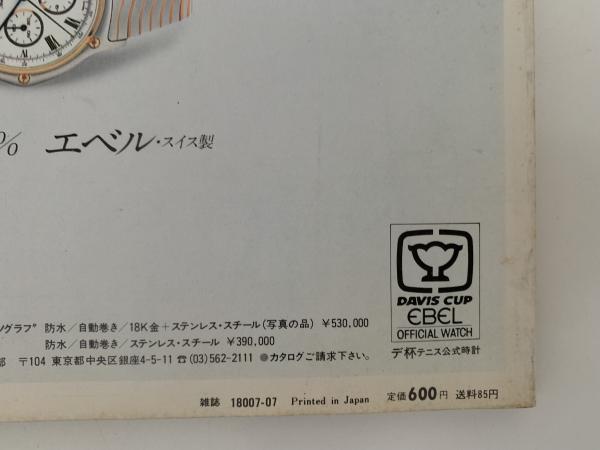 % エベル・スイス製
DAVIS CUP
EBEL
OFFICIAL WATCH
デ杯テニス公式時計
ノグラフ” 防水/自動巻き/18K金+ステンレス・スチール(写真の品) ¥530,000
防水/自動巻き/ステンレス・スチール ¥390,000
部 〒104 東京都中央区銀座4-5-11 ☎(03)562-2111 ●カタログご請求下さい。
雑誌 18007-07 Printed in Japan 定価600円 送料85円